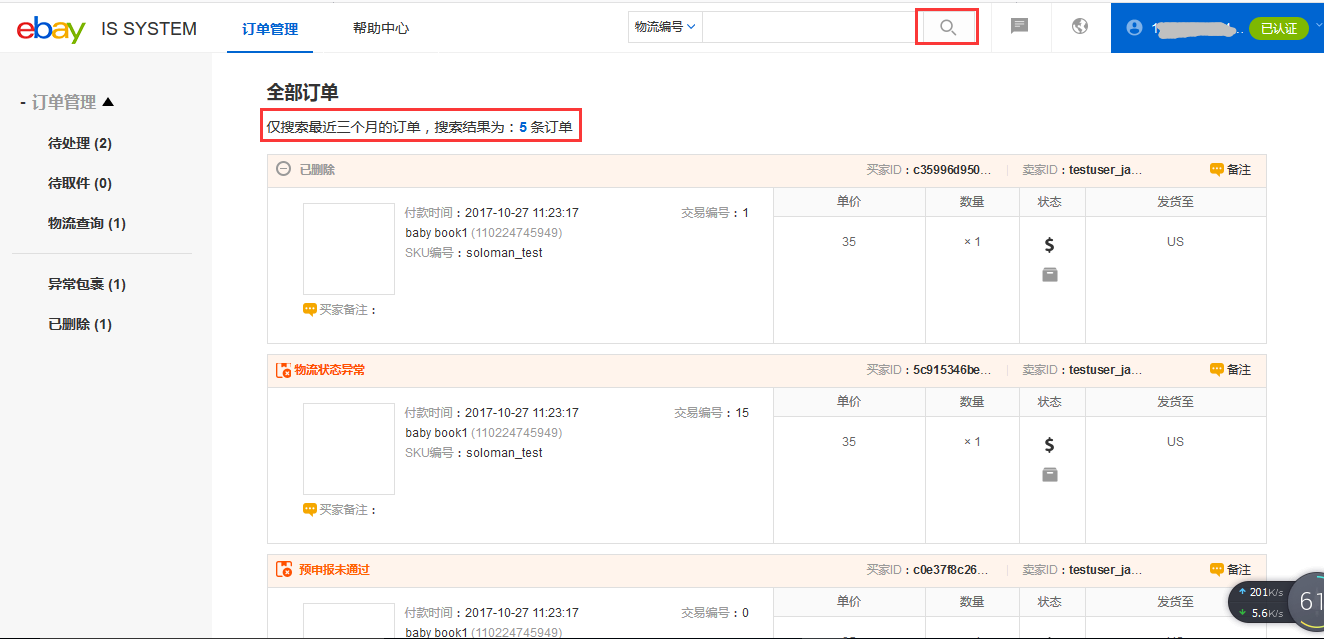 ebay IS SYSTEM 订单管理 帮助中心 物流编号 已认证
- 订单管理
待处理 (2)
待取件 (0)
物流查询 (1)
异常包裹 (1)
已删除 (1)
全部订单
仅搜索最近三个月的订单，搜索结果为：5 条订单
已删除 买家ID：c35996d950... 卖家ID：testuser_ja... 备注
单价 数量 状态 发货至
付款时间：2017-10-27 11:23:17 交易编号：1
baby book1 (110224745949)
SKU编号：soloman_test
35 × 1 $ US
买家备注：
物流状态异常 买家ID：5c915346be... 卖家ID：testuser_ja... 备注
单价 数量 状态 发货至
付款时间：2017-10-27 11:23:17 交易编号：15
baby book1 (110224745949)
SKU编号：soloman_test
35 × 1 $ US
买家备注：
预申报未通过 买家ID：c0e37f8c26... 卖家ID：testuser_ja... 备注
单价 数量 状态 发货至
付款时间：2017-10-27 11:23:17 交易编号：0
baby book1 (110224745949)
201K/s
5.6K/s
61